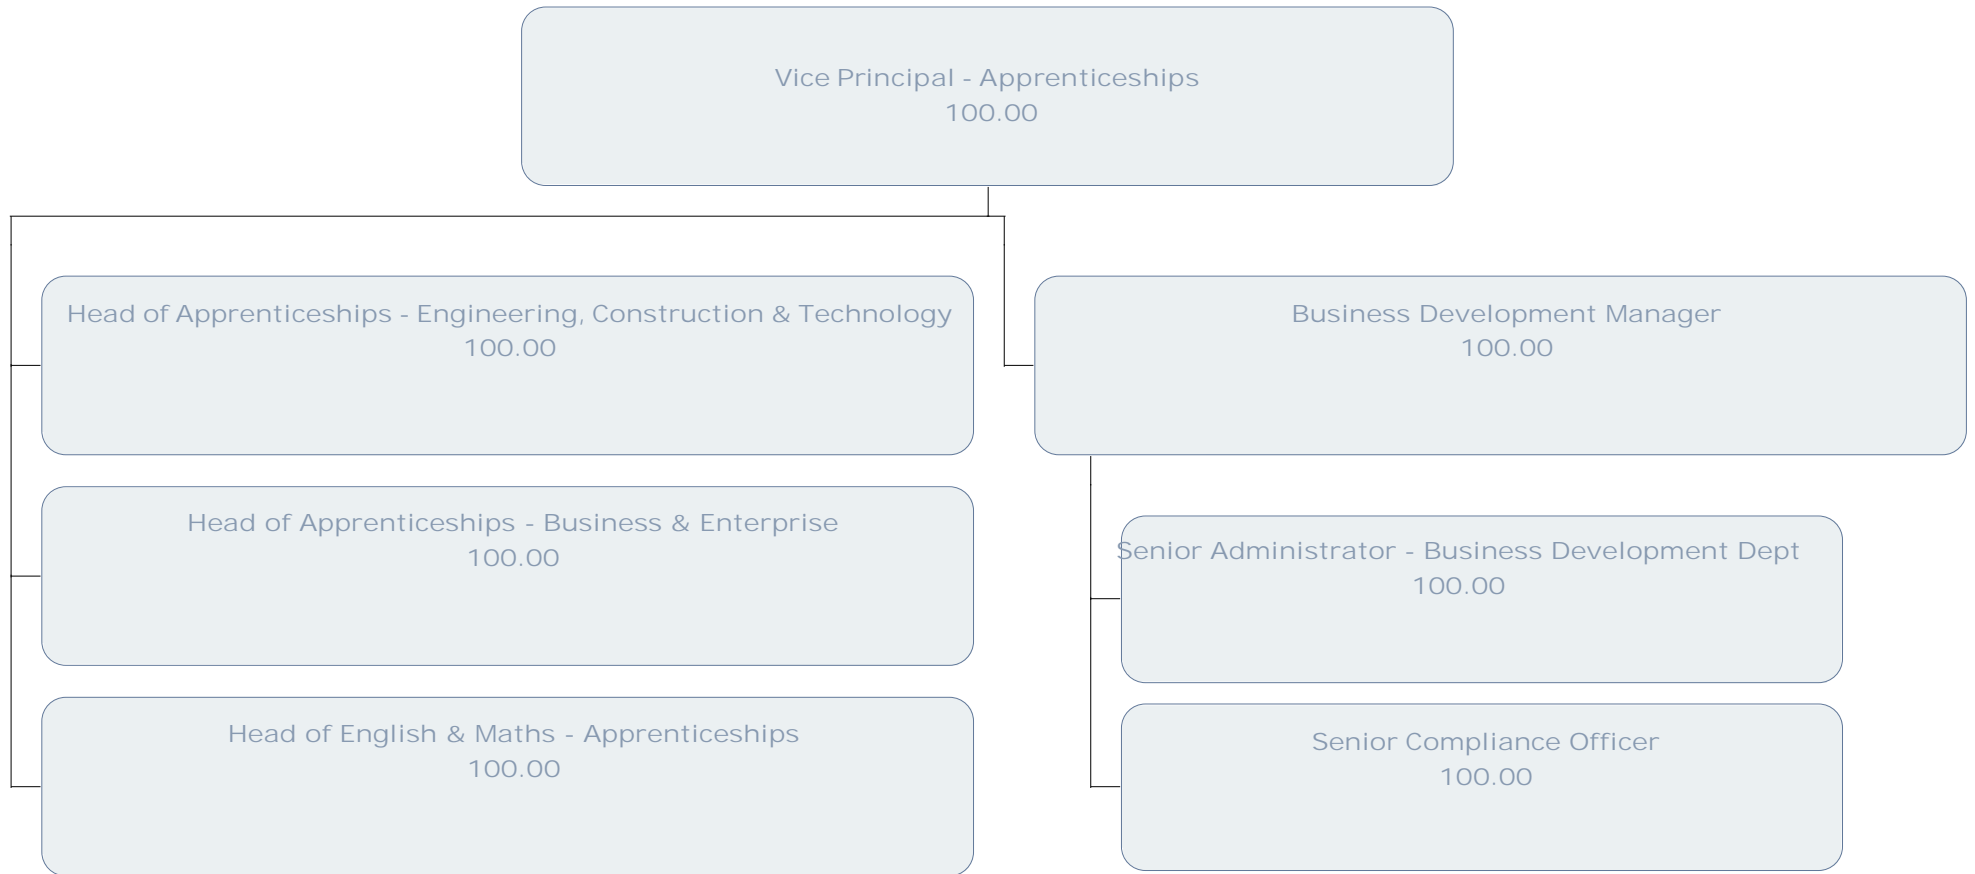 Vice Principal - Apprenticeships
100.00
Head of Apprenticeships - Engineering, Construction & Technology
100.00
Head of Apprenticeships - Business & Enterprise
100.00
Head of English & Maths - Apprenticeships
100.00
Business Development Manager
100.00
Senior Administrator - Business Development Dept
100.00
Senior Compliance Officer
100.00